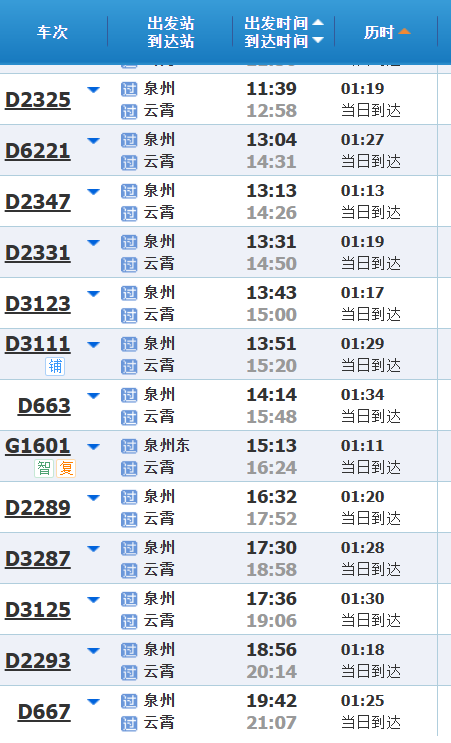 车次 出发站 出发时间 历时
到达站 到达时间
D2325 过 泉州 11:39 01:19
过 云霄 12:58 当日到达
D6221 过 泉州 13:04 01:27
过 云霄 14:31 当日到达
D2347 过 泉州 13:13 01:13
过 云霄 14:26 当日到达
D2331 过 泉州 13:31 01:19
过 云霄 14:50 当日到达
D3123 过 泉州 13:43 01:17
过 云霄 15:00 当日到达
D3111 过 泉州 13:51 01:29
铺 过 云霄 15:20 当日到达
D663 过 泉州 14:14 01:34
过 云霄 15:48 当日到达
G1601 过 泉州东 15:13 01:11
智 复 过 云霄 16:24 当日到达
D2289 过 泉州 16:32 01:20
过 云霄 17:52 当日到达
D3287 过 泉州 17:30 01:28
过 云霄 18:58 当日到达
D3125 过 泉州 17:36 01:30
过 云霄 19:06 当日到达
D2293 过 泉州 18:56 01:18
过 云霄 20:14 当日到达
D667 过 泉州 19:42 01:25
过 云霄 21:07 当日到达